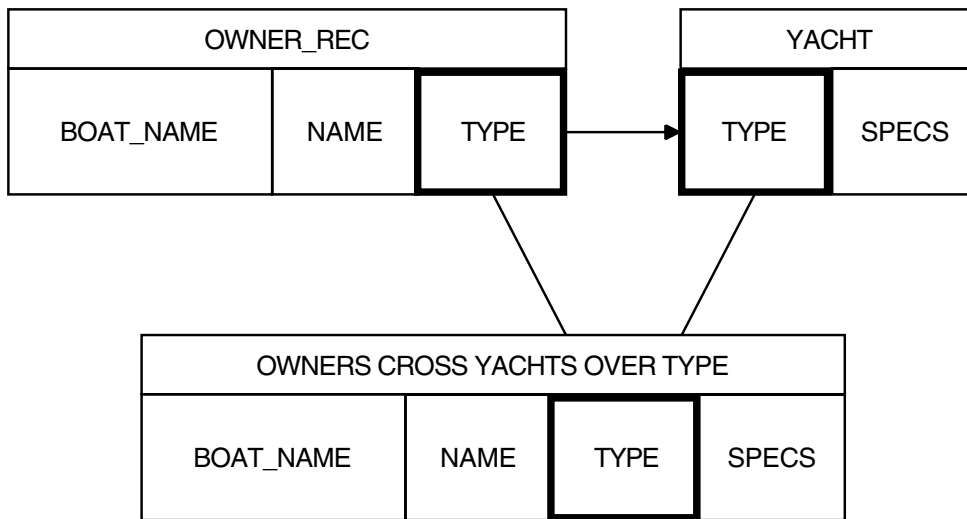 OWNER_REC
YACHT
BOAT_NAME NAME TYPE TYPE SPECS
OWNERS CROSS YACHTS OVER TYPE
BOAT_NAME NAME TYPE SPECS